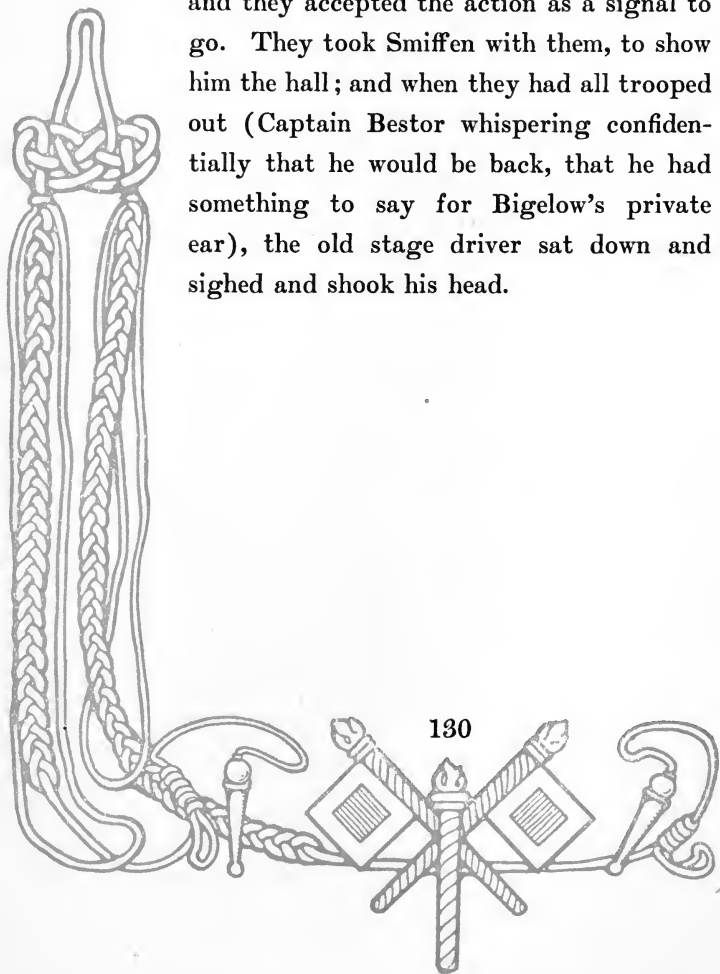 and they accepted the action as a signal to
go. They took Smiffen with them, to show
him the hall; and when they had all trooped
out (Captain Bestor whispering confiden-
tially that he would be back, that he had
something to say for Bigelow's private
ear), the old stage driver sat down and
sighed and shook his head.
130